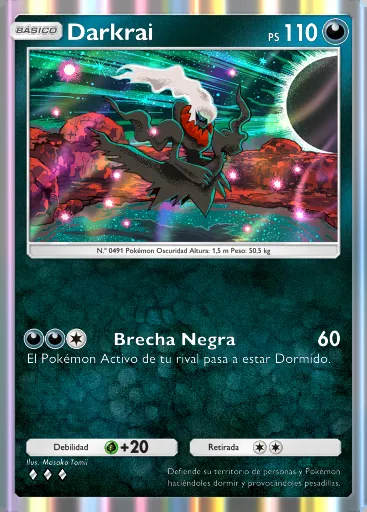 BÁSICO Darkrai PS 110
N.º 0491 Pokémon Oscuridad Altura: 1,5 m Peso: 50,5 kg
Brecha Negra 60
El Pokémon Activo de tu rival pasa a estar Dormido.
Debilidad +20 Retirada
Ilus. Masako Tomii
Defiende su territorio de personas y Pokémon
haciéndoles dormir y provocándoles pesadillas.